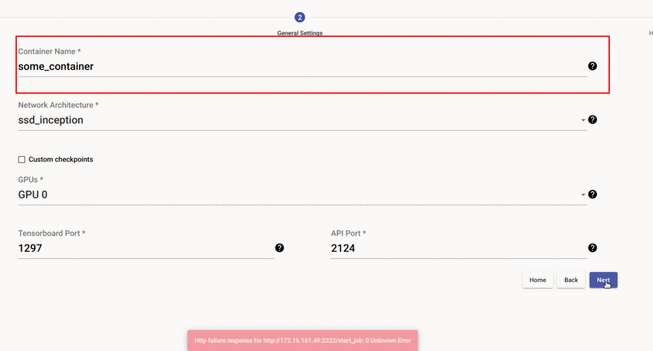 2
General Settings
H
Container Name *
some_container
?
Network Architecture *
ssd_inception
?
Custom checkpoints
GPUs *
GPU 0
?
Tensorboard Port *
1297
?
API Port *
2124
?
Home
Back
Next
Http failure response for http://172.16.161.49:2222/start_job: 0 Unknown Error